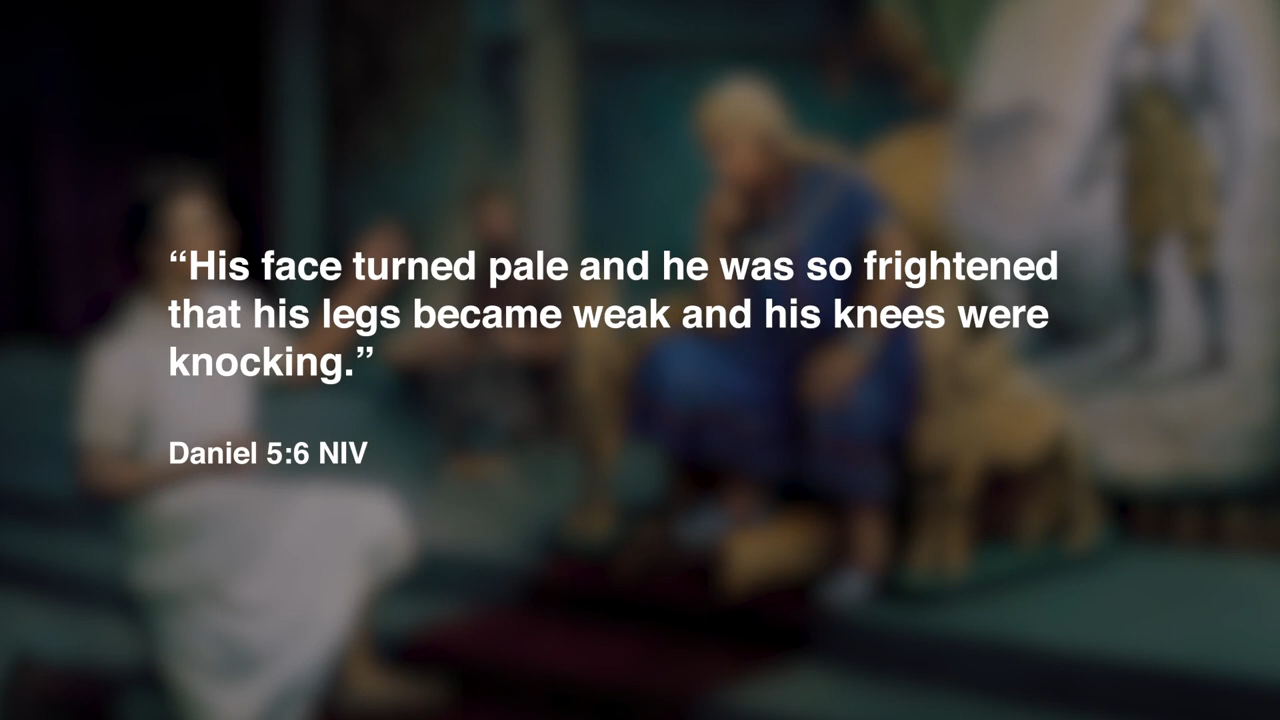 “His face turned pale and he was so frightened
that his legs became weak and his knees were
knocking.”
Daniel 5:6 NIV